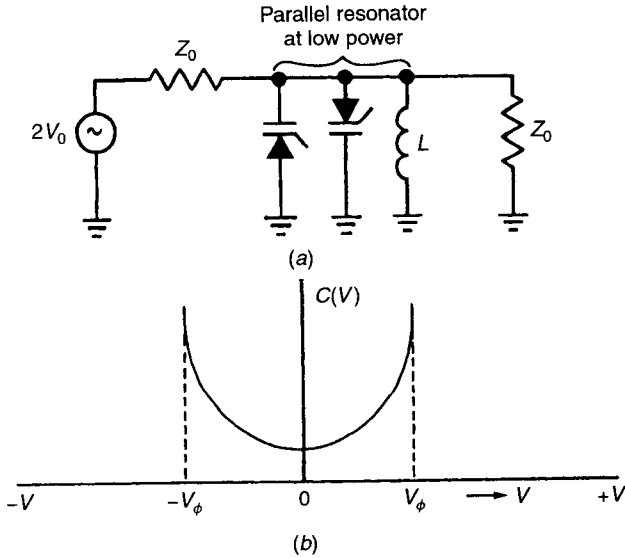 Parallel resonator
at low power
Z₀
2V₀
~
L
Z₀
(a)
C(V)
−V
−Vϕ
0
Vϕ
V
+V
(b)